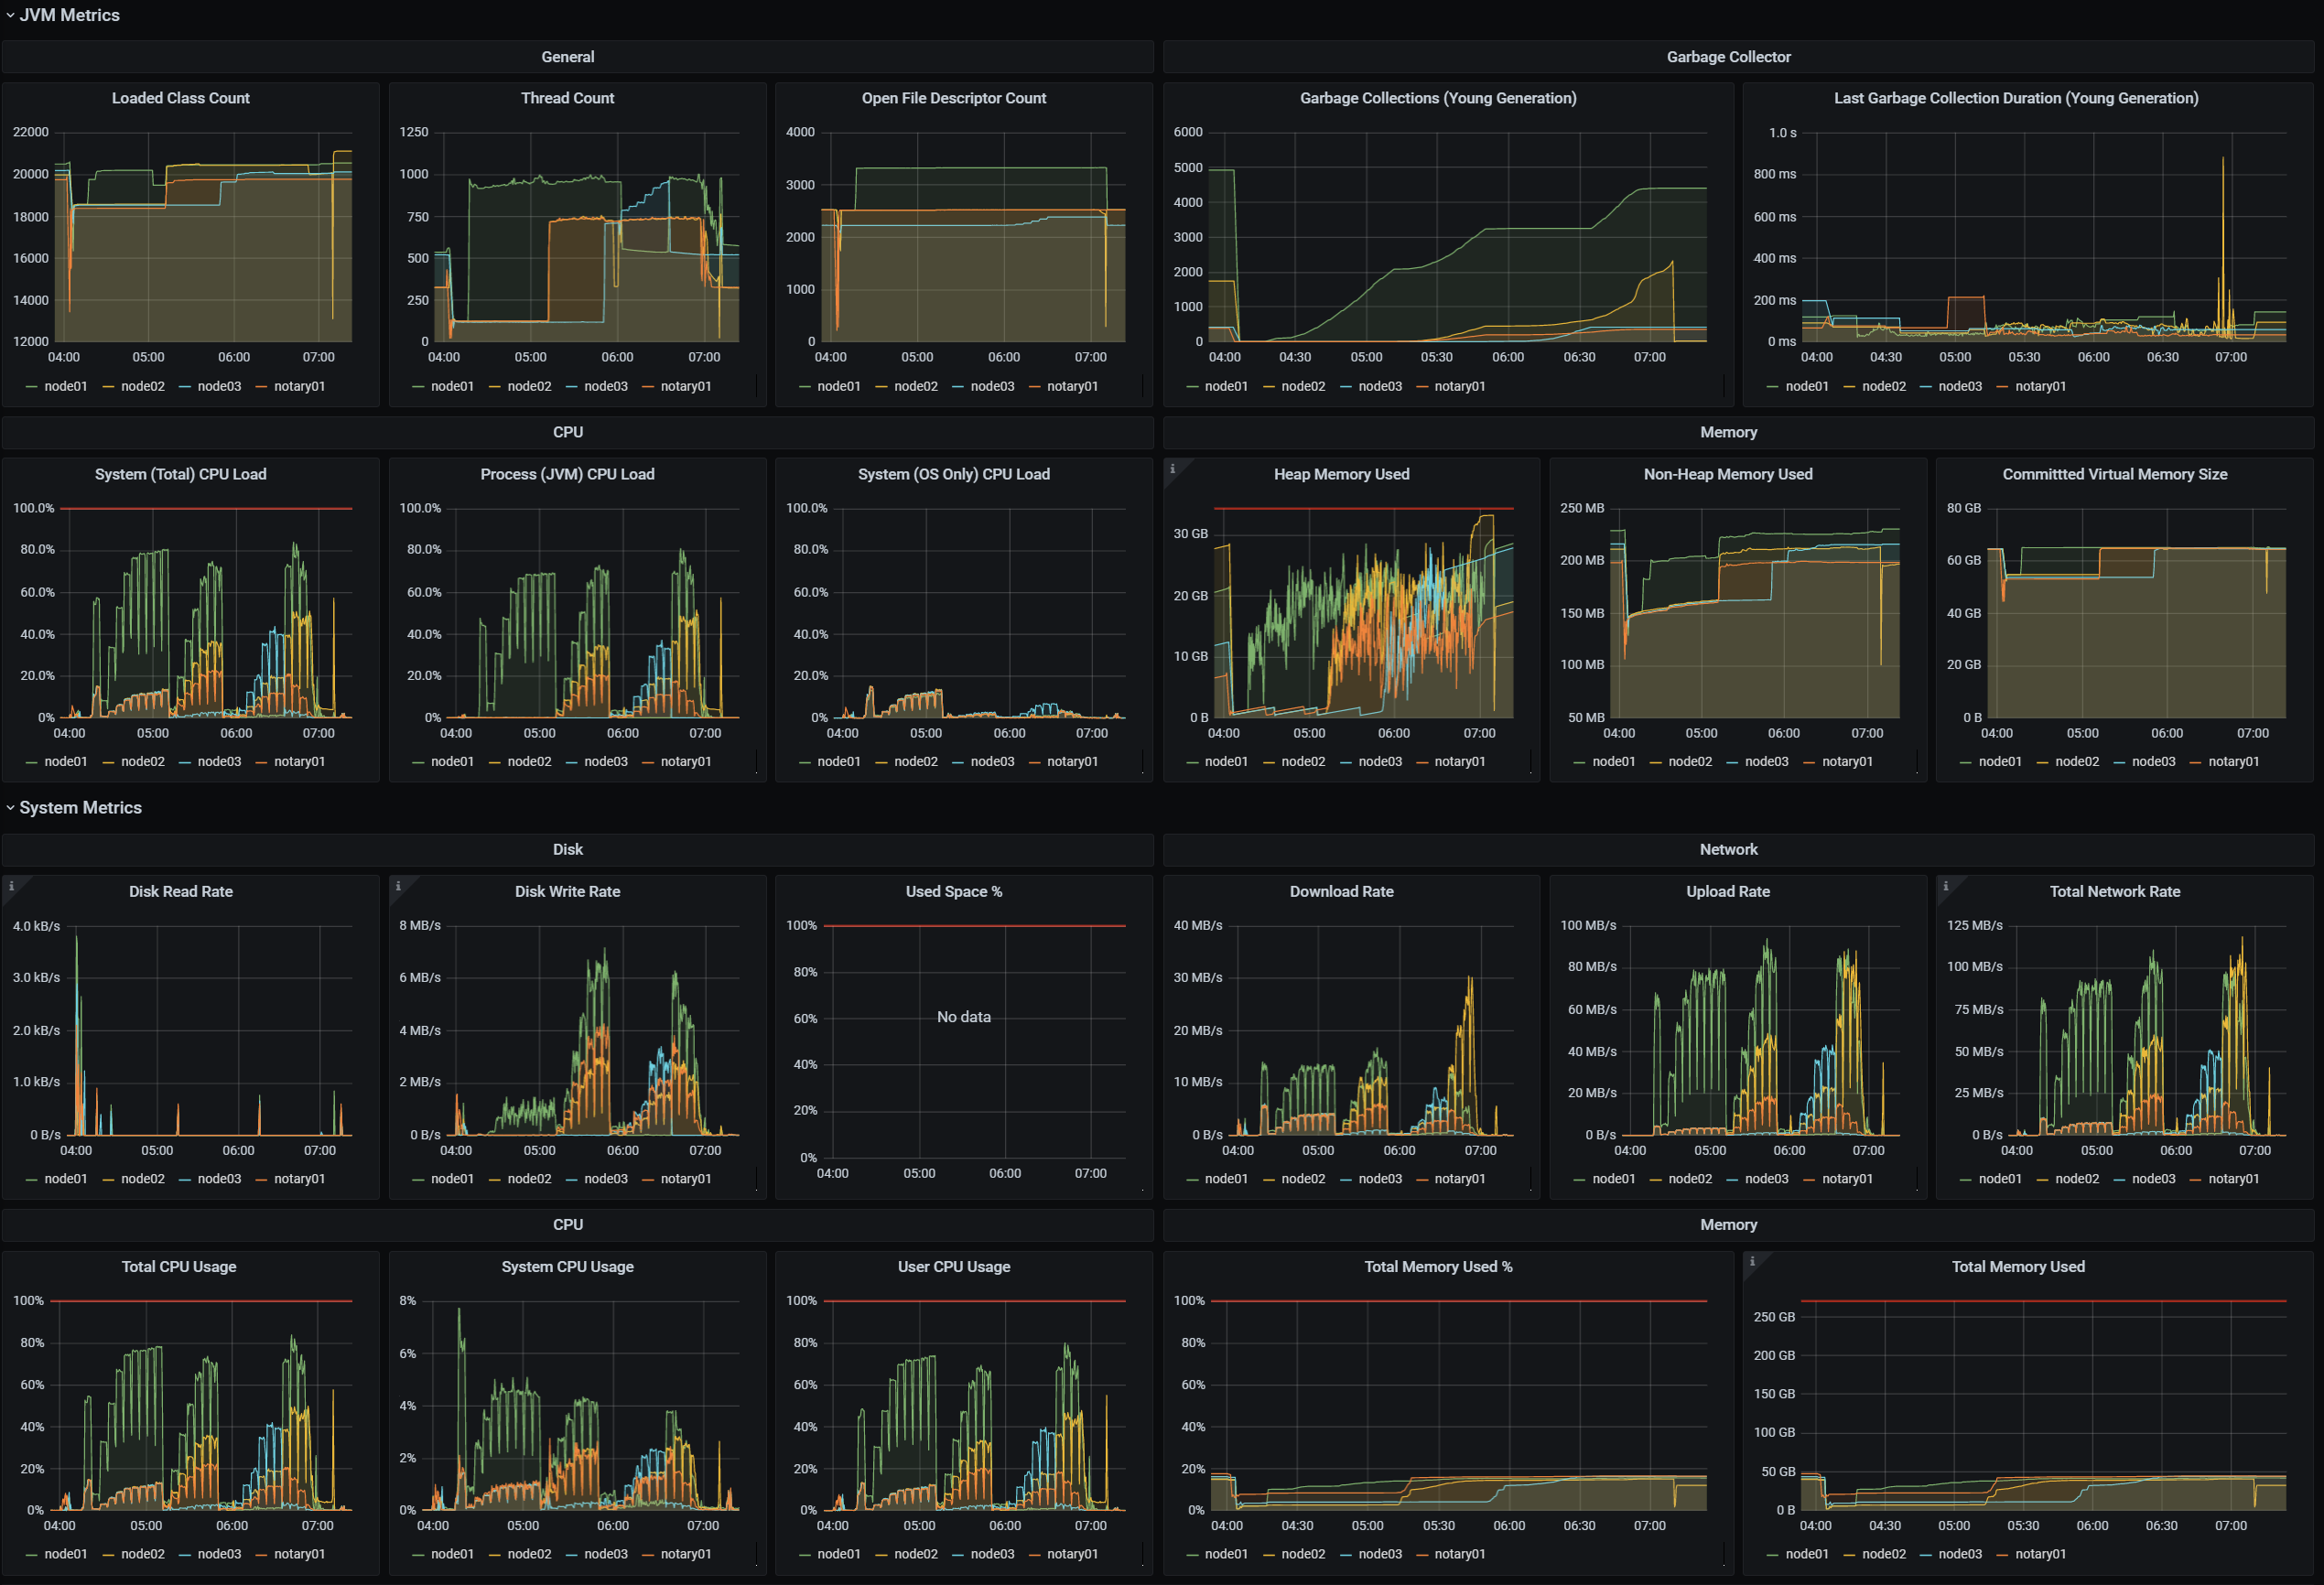 JVM Metrics
General
Garbage Collector
Loaded Class Count
22000
20000
18000
16000
14000
12000
04:00 05:00 06:00 07:00
node01 node02 node03 notary01
Thread Count
1250
1000
750
500
250
0
04:00 05:00 06:00 07:00
node01 node02 node03 notary01
Open File Descriptor Count
4000
3000
2000
1000
0
04:00 05:00 06:00 07:00
node01 node02 node03 notary01
Garbage Collections (Young Generation)
6000
5000
4000
3000
2000
1000
0
04:00 04:30 05:00 05:30 06:00 06:30 07:00
node01 node02 node03 notary01
Last Garbage Collection Duration (Young Generation)
1.0 s
800 ms
600 ms
400 ms
200 ms
0 ms
04:00 04:30 05:00 05:30 06:00 06:30 07:00
node01 node02 node03 notary01
CPU
Memory
System (Total) CPU Load
100.0%
80.0%
60.0%
40.0%
20.0%
0%
04:00 05:00 06:00 07:00
node01 node02 node03 notary01
Process (JVM) CPU Load
100.0%
80.0%
60.0%
40.0%
20.0%
0%
04:00 05:00 06:00 07:00
node01 node02 node03 notary01
System (OS Only) CPU Load
100.0%
80.0%
60.0%
40.0%
20.0%
0%
04:00 05:00 06:00 07:00
node01 node02 node03 notary01
i
Heap Memory Used
30 GB
20 GB
10 GB
0 B
04:00 05:00 06:00 07:00
node01 node02 node03 notary01
Non-Heap Memory Used
250 MB
200 MB
150 MB
100 MB
50 MB
04:00 05:00 06:00 07:00
node01 node02 node03 notary01
Committted Virtual Memory Size
80 GB
60 GB
40 GB
20 GB
0 B
04:00 05:00 06:00 07:00
node01 node02 node03 notary01
System Metrics
Disk
Network
i
Disk Read Rate
4.0 kB/s
3.0 kB/s
2.0 kB/s
1.0 kB/s
0 B/s
04:00 05:00 06:00 07:00
node01 node02 node03 notary01
i
Disk Write Rate
8 MB/s
6 MB/s
4 MB/s
2 MB/s
0 B/s
04:00 05:00 06:00 07:00
node01 node02 node03 notary01
Used Space %
100%
80%
60%
40%
20%
0%
No data
04:00 05:00 06:00 07:00
Download Rate
40 MB/s
30 MB/s
20 MB/s
10 MB/s
0 B/s
04:00 05:00 06:00 07:00
node01 node02 node03 notary01
Upload Rate
100 MB/s
80 MB/s
60 MB/s
40 MB/s
20 MB/s
0 B/s
04:00 05:00 06:00 07:00
node01 node02 node03 notary01
i
Total Network Rate
125 MB/s
100 MB/s
75 MB/s
50 MB/s
25 MB/s
0 B/s
04:00 05:00 06:00 07:00
node01 node02 node03 notary01
CPU
Memory
Total CPU Usage
100%
80%
60%
40%
20%
0%
04:00 05:00 06:00 07:00
node01 node02 node03 notary01
System CPU Usage
8%
6%
4%
2%
0%
04:00 05:00 06:00 07:00
node01 node02 node03 notary01
User CPU Usage
100%
80%
60%
40%
20%
0%
04:00 05:00 06:00 07:00
node01 node02 node03 notary01
Total Memory Used %
100%
80%
60%
40%
20%
0%
04:00 04:30 05:00 05:30 06:00 06:30 07:00
node01 node02 node03 notary01
i
Total Memory Used
250 GB
200 GB
150 GB
100 GB
50 GB
0 B
04:00 04:30 05:00 05:30 06:00 06:30 07:00
node01 node02 node03 notary01